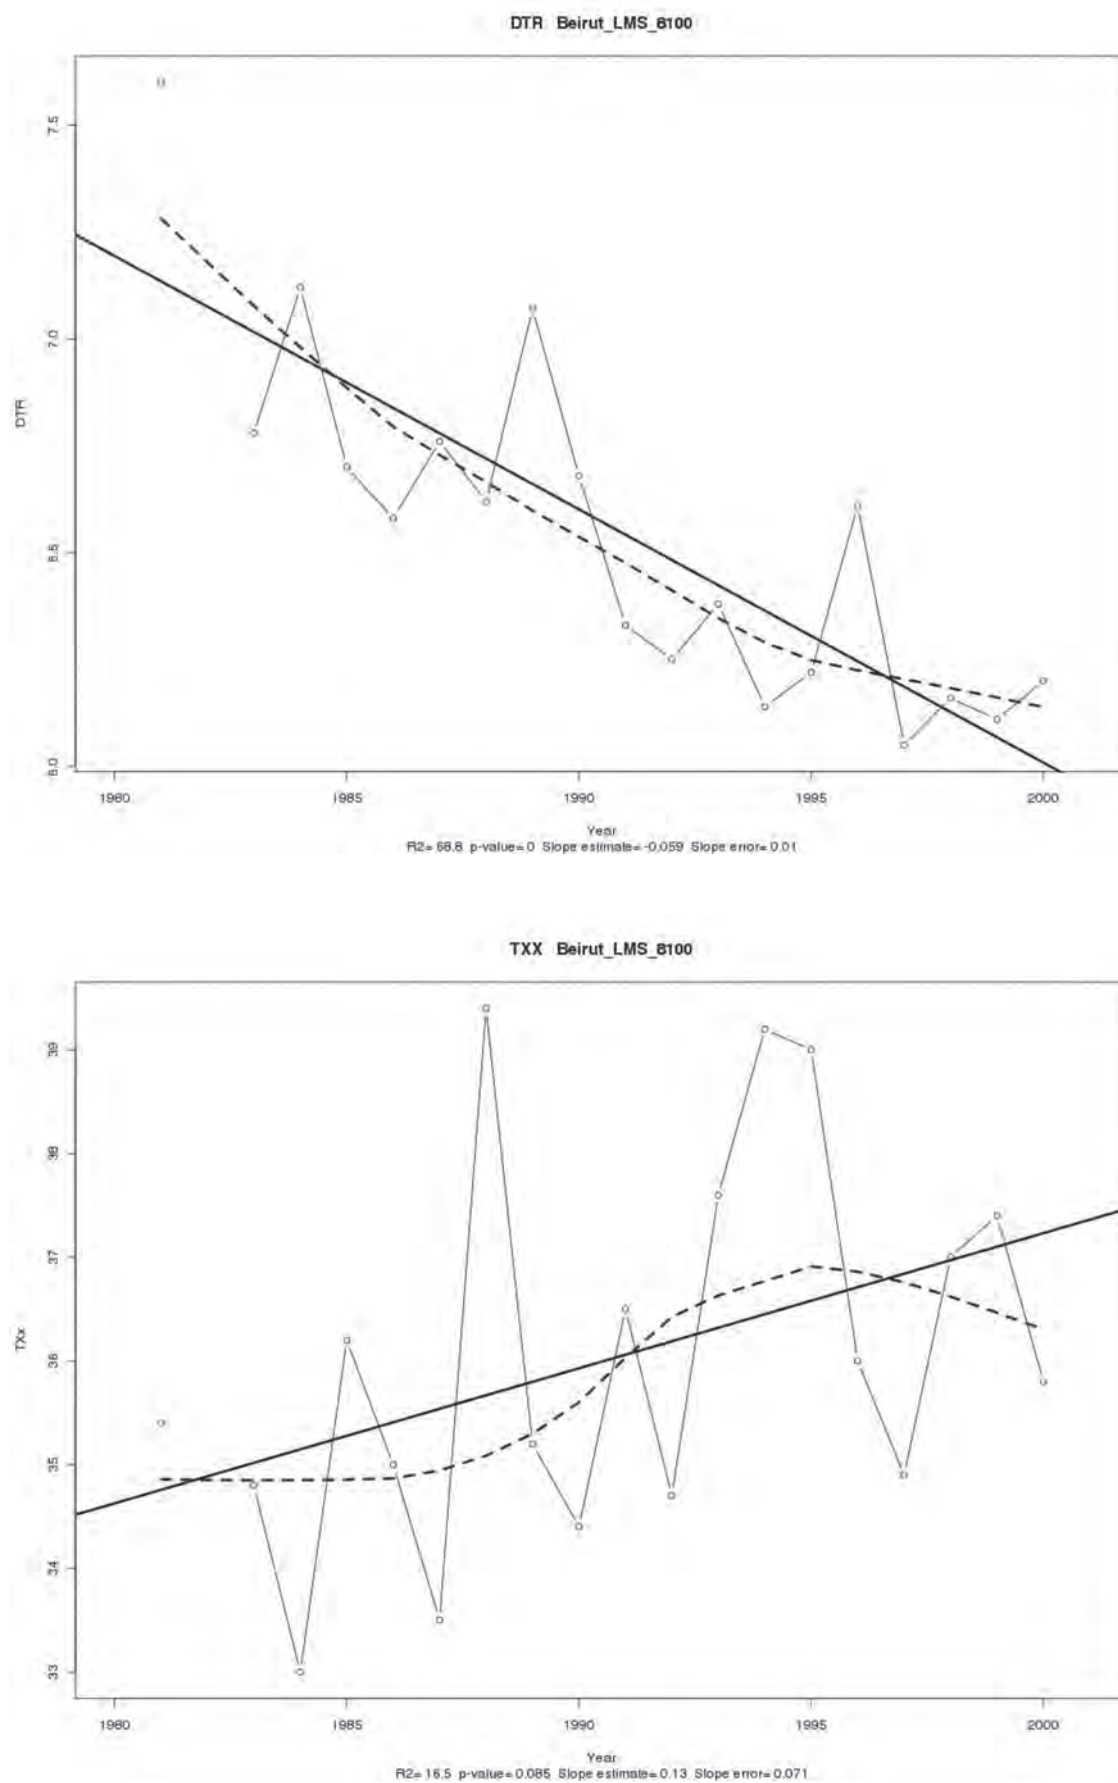 DTR Beirut_LMS_8100
7.5
7.0
6.5
6.0
DTR
1980 1985 1990 1995 2000
Year
R2= 68.8 p-value= 0 Slope estimate= -0.059 Slope error= 0.01
TXX Beirut_LMS_8100
39
38
37
36
35
34
33
TXx
1980 1985 1990 1995 2000
Year
R2= 16.5 p-value= 0.085 Slope estimate= 0.13 Slope error= 0.071